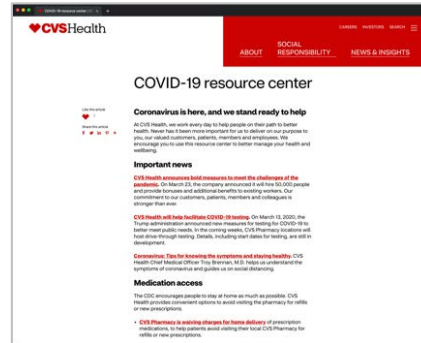 COVID-19 resource center
CVSHealth
CAREERS INVESTORS SEARCH
ABOUT
SOCIAL
RESPONSIBILITY
NEWS & INSIGHTS
COVID-19 resource center
Like the article
Share the article
Coronavirus is here, and we stand ready to help
At CVS Health, we work every day to help people on their path to better
health. Never has it been more important for us to deliver on our purpose to
you, our valued customers, patients, members and employees. We
encourage you to use this resource center to better manage your health and
wellbeing.
Important news
CVS Health announces bold measures to meet the challenges of the
pandemic. On March 23, the company announced it will hire 50,000 people
and provide bonuses and additional benefits to existing workers. Our
commitment to our customers, patients, members and colleagues is
stronger than ever.
CVS Health will help facilitate COVID-19 testing. On March 13, 2020, the
Trump administration announced new measures for testing for COVID-19 to
better meet public needs. In the coming weeks, CVS Pharmacy locations will
host drive-through testing. Details, including start dates for testing, are still in
development.
Coronavirus: Tips for knowing the symptoms and staying healthy. CVS
Health Chief Medical Officer Troy Brennan, M.D. helps us understand the
symptoms of coronavirus and guides us on social distancing.
Medication access
The CDC encourages people to stay at home as much as possible. CVS
Health provides convenient options to avoid visiting the pharmacy for refills
or new prescriptions.
• CVS Pharmacy is waiving charges for home delivery of prescription
medications, to help patients avoid visiting their local CVS Pharmacy for
refills or new prescriptions.